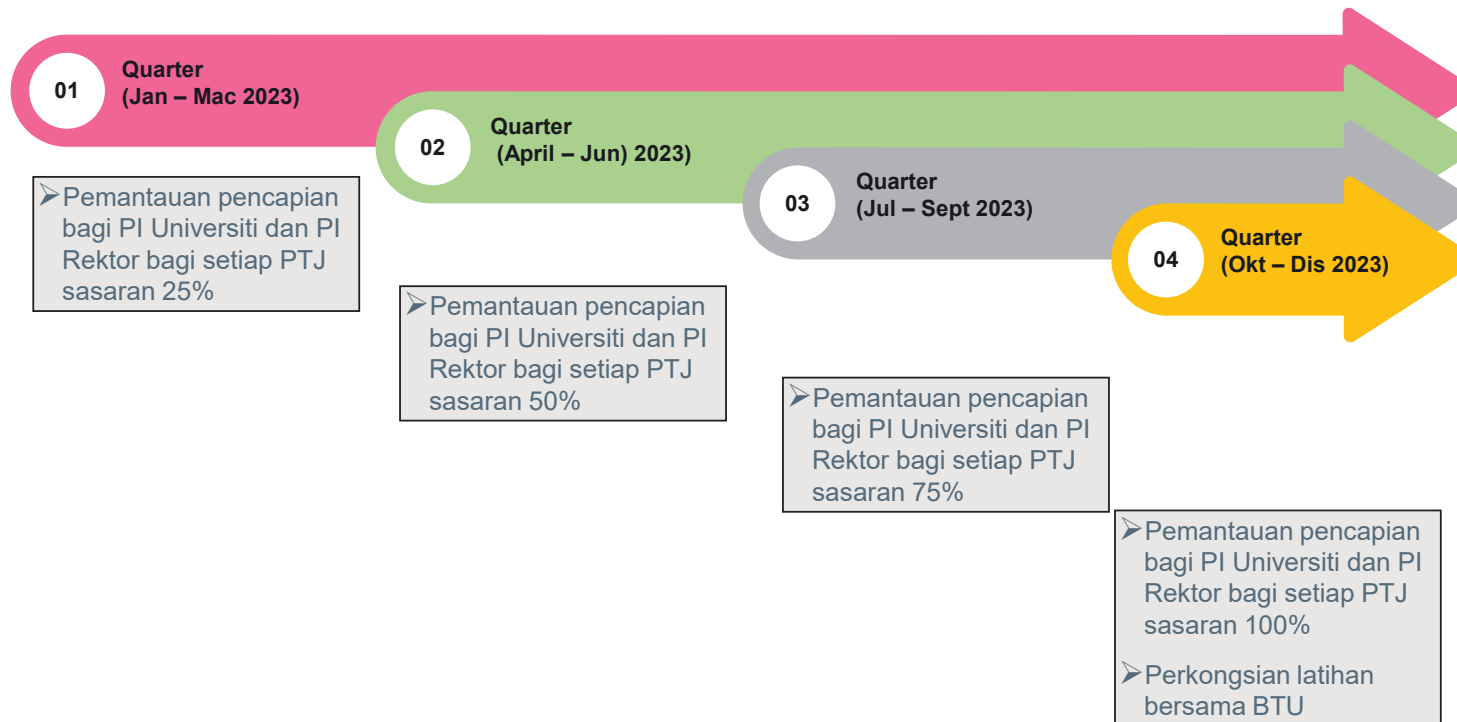 01
Quarter
(Jan – Mac 2023)
➢Pemantauan pencapian
bagi PI Universiti dan PI
Rektor bagi setiap PTJ
sasaran 25%
02
Quarter
(April – Jun) 2023)
➢Pemantauan pencapian
bagi PI Universiti dan PI
Rektor bagi setiap PTJ
sasaran 50%
03
Quarter
(Jul – Sept 2023)
➢Pemantauan pencapian
bagi PI Universiti dan PI
Rektor bagi setiap PTJ
sasaran 75%
04
Quarter
(Okt – Dis 2023)
➢Pemantauan pencapian
bagi PI Universiti dan PI
Rektor bagi setiap PTJ
sasaran 100%
➢Perkongsian latihan
bersama BTU